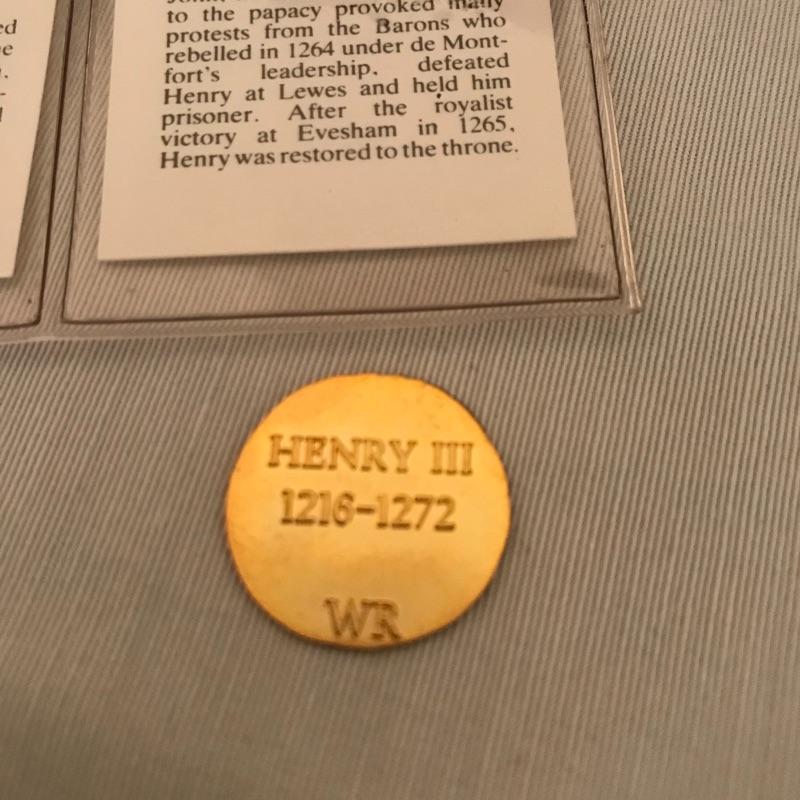 to the papacy provoked many
protests from the Barons who
rebelled in 1264 under de Mont-
fort's leadership, defeated
Henry at Lewes and held him
prisoner. After the royalist
victory at Evesham in 1265,
Henry was restored to the throne.
ed
e
HENRY III
1216-1272
WR